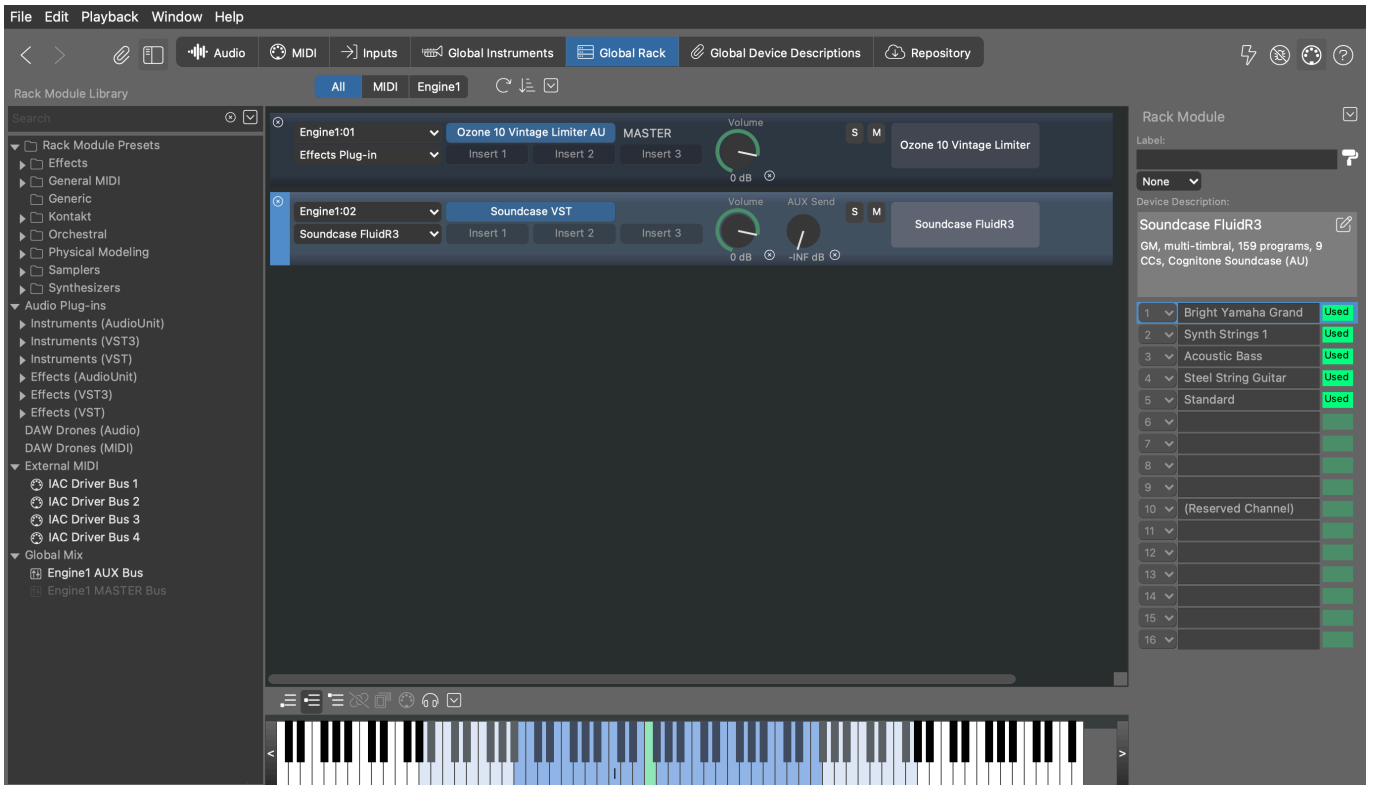 File Edit Playback Window Help
Audio MIDI Inputs Global Instruments Global Rack Global Device Descriptions Repository
All MIDI Engine1
Rack Module Library
Search
Rack Module Presets
Effects
General MIDI
Generic
Kontakt
Orchestral
Physical Modeling
Samplers
Synthesizers
Audio Plug-ins
Instruments (AudioUnit)
Instruments (VST3)
Instruments (VST)
Effects (AudioUnit)
Effects (VST3)
Effects (VST)
DAW Drones (Audio)
DAW Drones (MIDI)
External MIDI
IAC Driver Bus 1
IAC Driver Bus 2
IAC Driver Bus 3
IAC Driver Bus 4
Global Mix
Engine1 AUX Bus
Engine1 MASTER Bus
Volume
Engine1:01 Ozone 10 Vintage Limiter AU MASTER S M
Ozone 10 Vintage Limiter
Effects Plug-in Insert 1 Insert 2 Insert 3
0 dB
Volume AUX Send
Engine1:02 Soundcase VST S M
Soundcase FluidR3
Soundcase FluidR3 Insert 1 Insert 2 Insert 3
0 dB -INF dB
Rack Module
Label:
None
Device Description:
Soundcase FluidR3
GM, multi-timbral, 159 programs, 9
CCs, Cognitone Soundcase (AU)
1 Bright Yamaha Grand Used
2 Synth Strings 1 Used
3 Acoustic Bass Used
4 Steel String Guitar Used
5 Standard Used
6
7
8
9
10 (Reserved Channel)
11
12
13
14
15
16